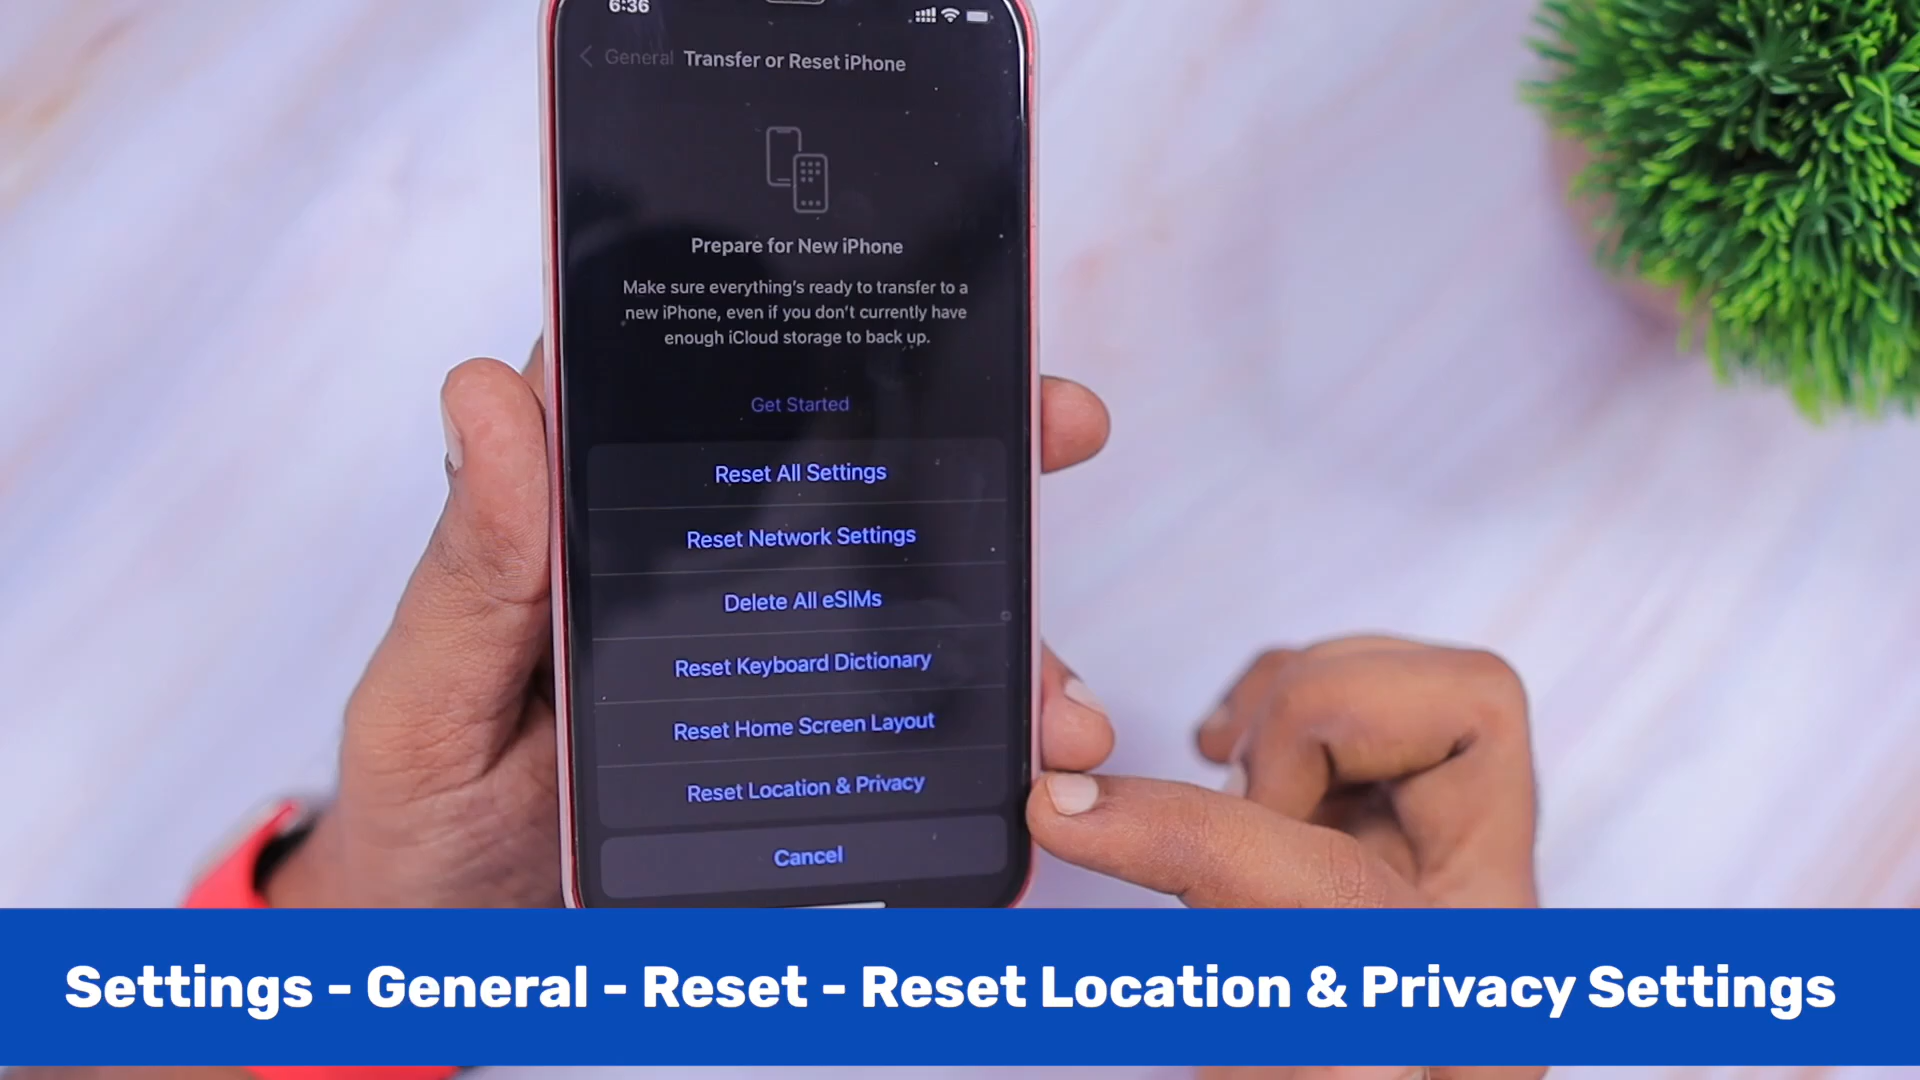 6:36
General Transfer or Reset iPhone
Prepare for New iPhone
Make sure everything's ready to transfer to a
new iPhone, even if you don't currently have
enough iCloud storage to back up.
Get Started
Reset All Settings
Reset Network Settings
Delete All eSIMs
Reset Keyboard Dictionary
Reset Home Screen Layout
Reset Location & Privacy
Cancel
Settings - General - Reset - Reset Location & Privacy Settings